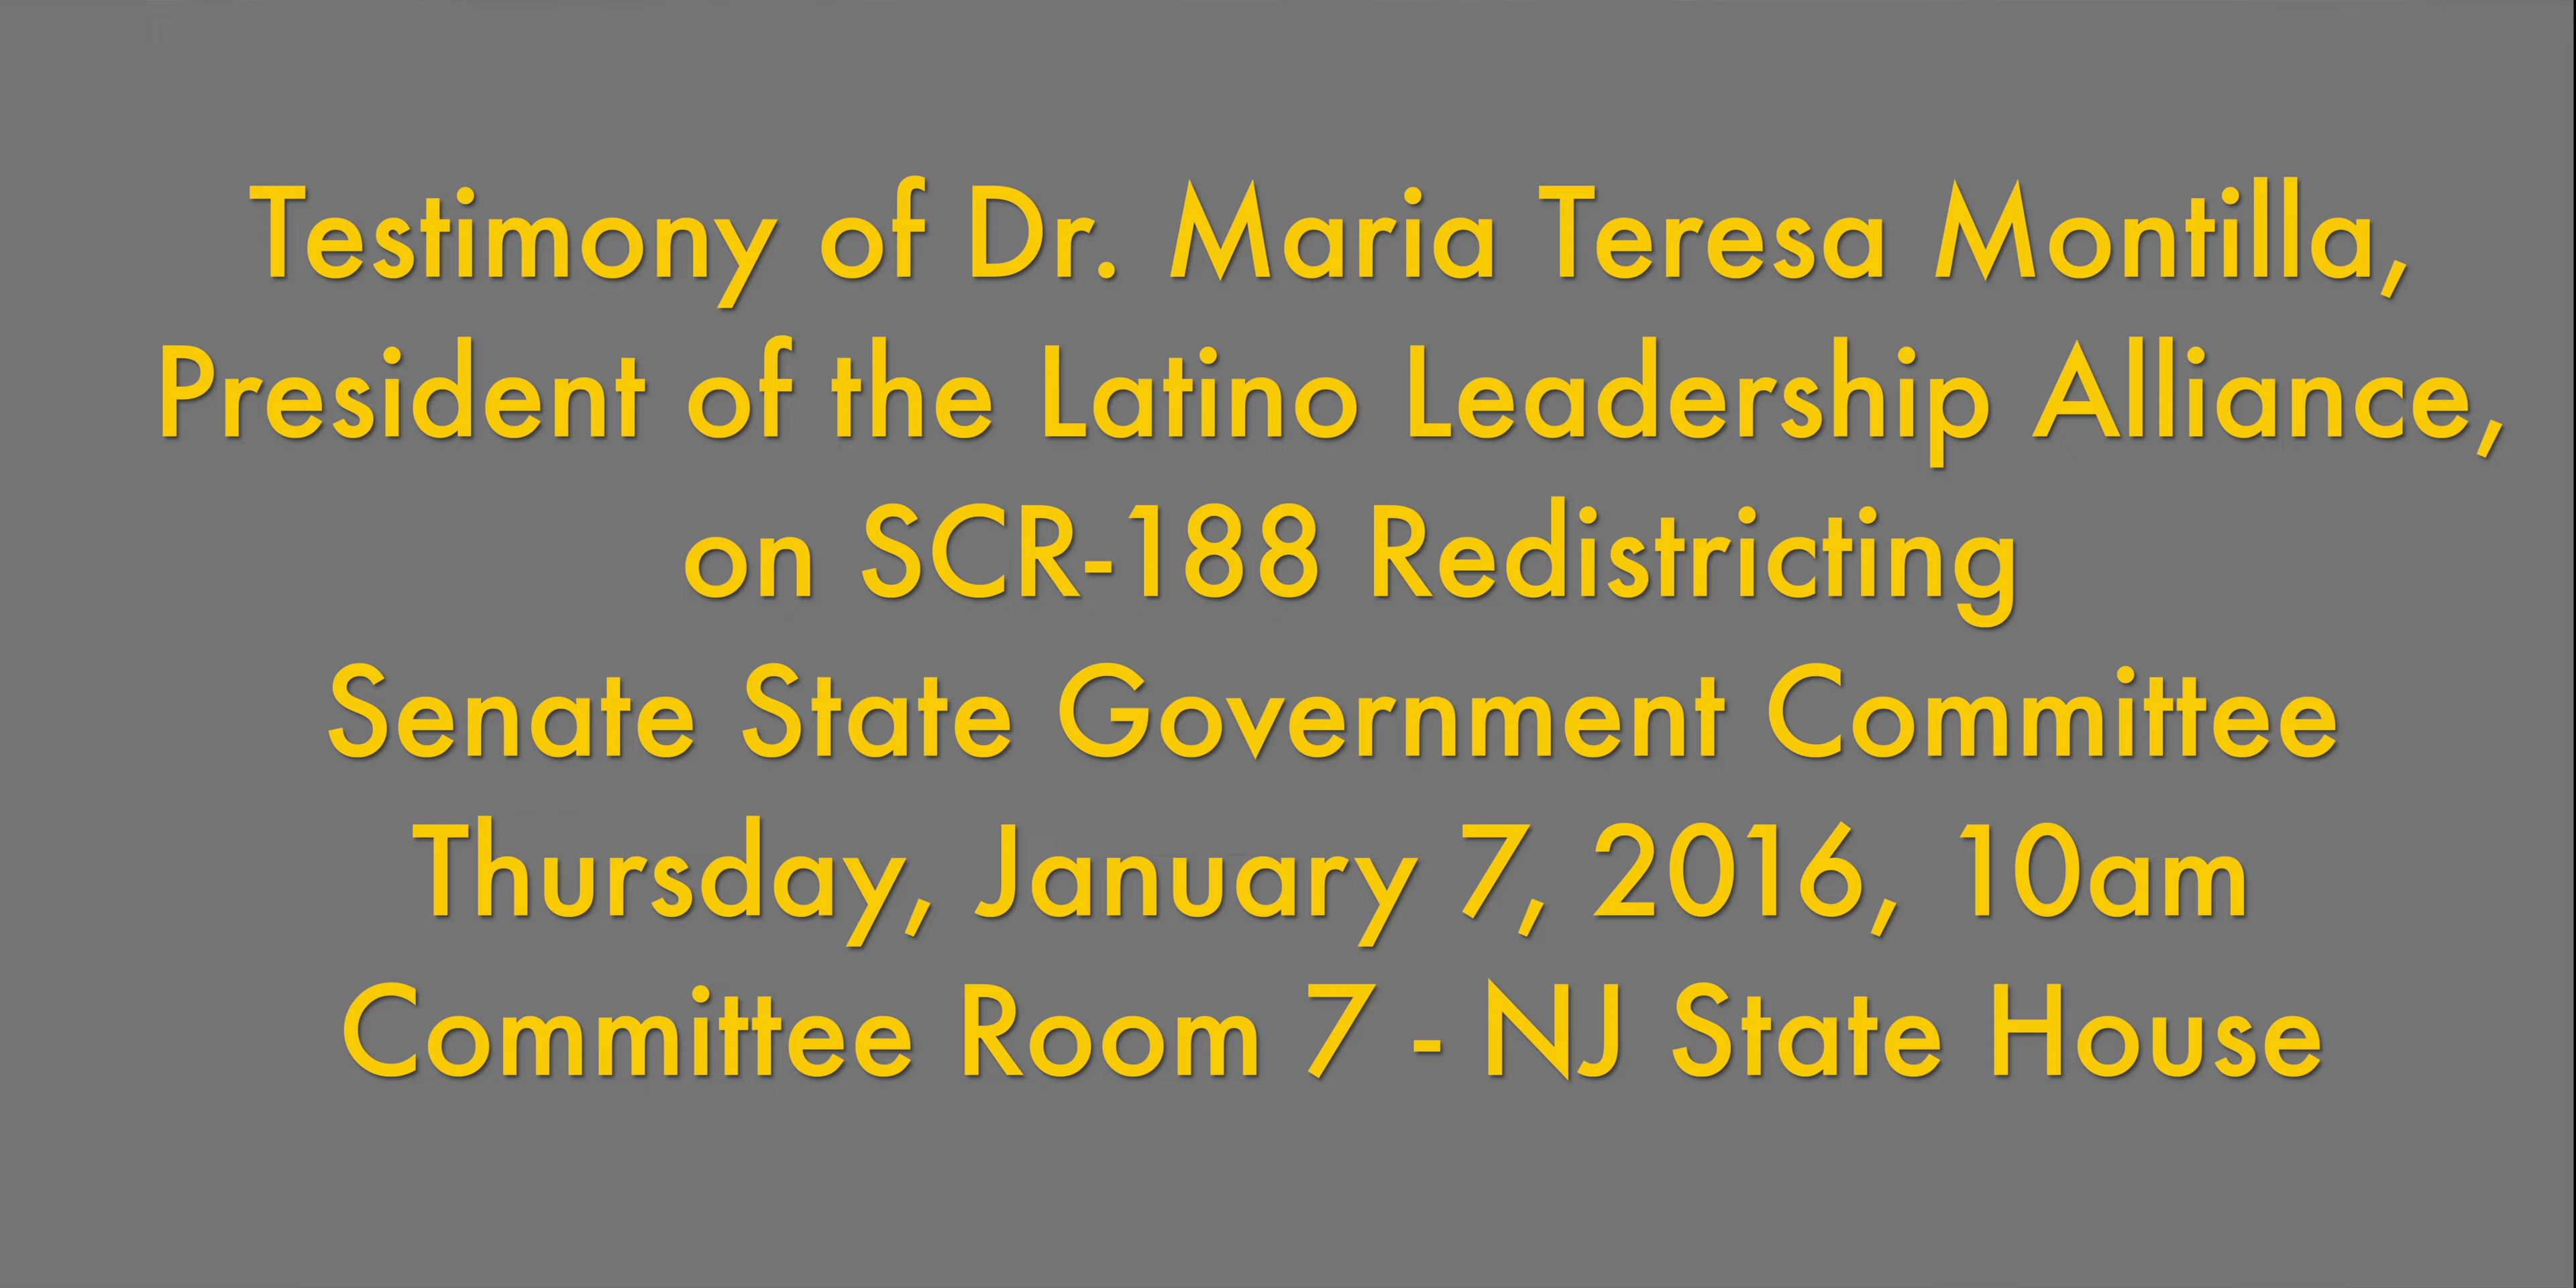 Testimony of Dr. Maria Teresa Montilla,
President of the Latino Leadership Alliance,
on SCR-188 Redistricting
Senate State Government Committee
Thursday, January 7, 2016, 10am
Committee Room 7 - NJ State House